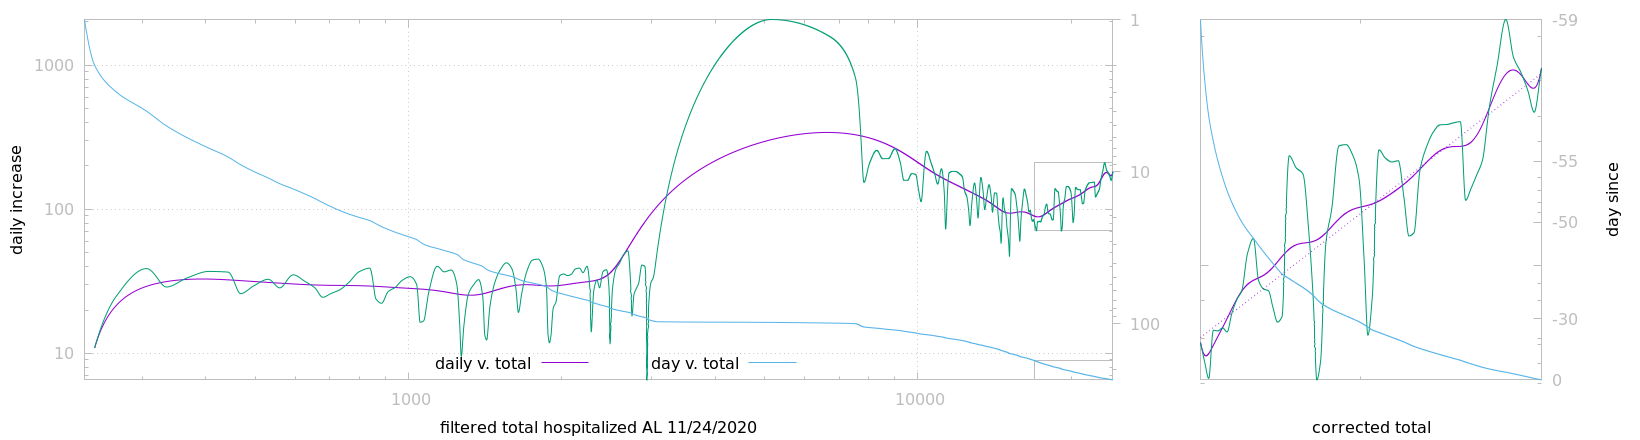 1000
100
10
daily increase
1
10
100
1000
10000
daily v. total
day v. total
filtered total hospitalized AL 11/24/2020
-59
-55
-50
-30
0
day since
corrected total